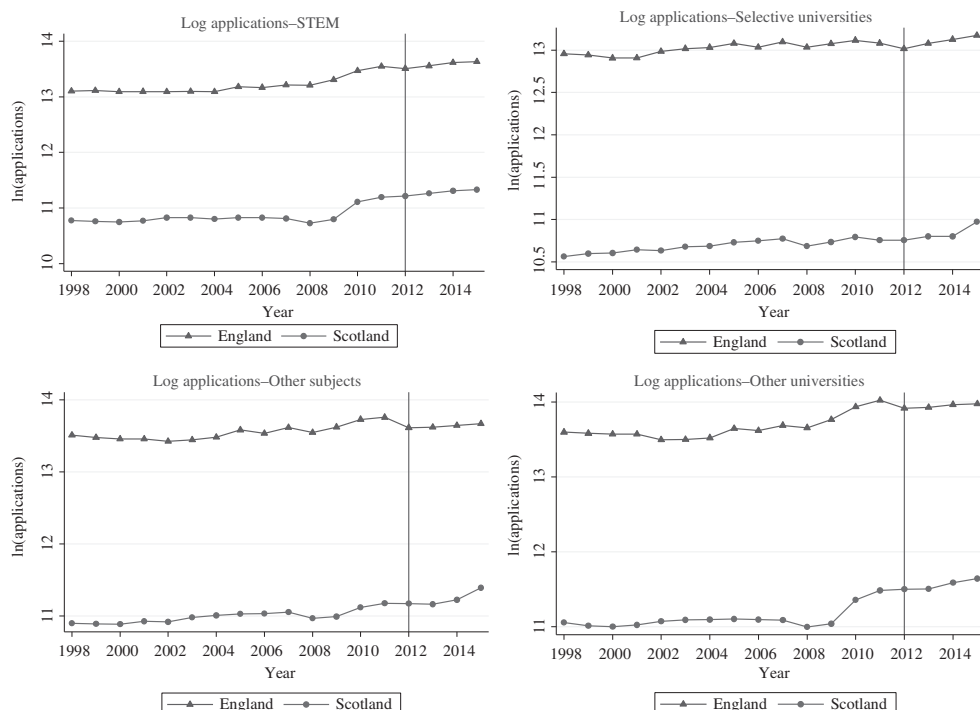 Log applications–STEM
ln(applications)
14
13
12
11
10
1998 2000 2002 2004 2006 2008 2010 2012 2014
Year
England Scotland
Log applications–Selective universities
ln(applications)
13
12.5
12
11.5
11
10.5
1998 2000 2002 2004 2006 2008 2010 2012 2014
Year
England Scotland
Log applications–Other subjects
ln(applications)
14
13
12
11
1998 2000 2002 2004 2006 2008 2010 2012 2014
Year
England Scotland
Log applications–Other universities
ln(applications)
14
13
12
11
1998 2000 2002 2004 2006 2008 2010 2012 2014
Year
England Scotland